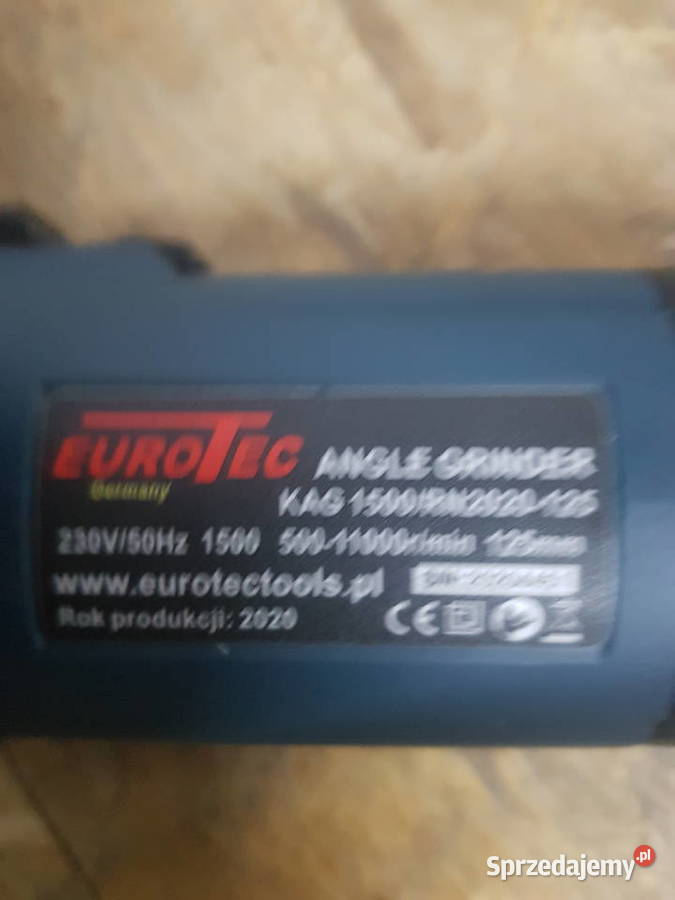 EUROTEC
Germany
ANGLE GRINDER
KAG 1500/RN2020-125
230V/50Hz 1500 500-11000r/min 125mm
www.eurotectools.pl
Rok produkcji: 2020
CE
Sprzedajemy.pl